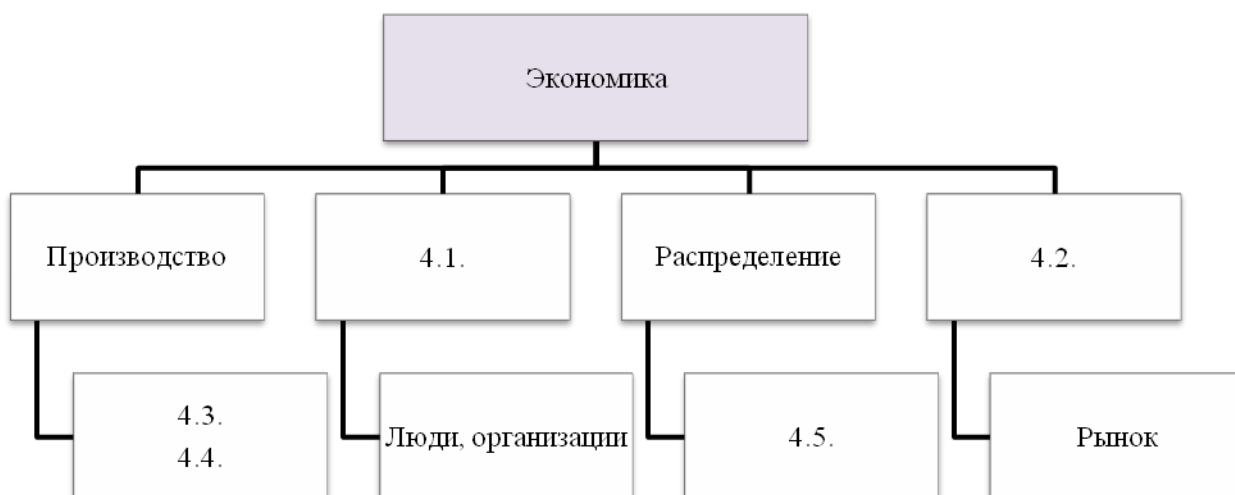 Экономика
Производство
4.1.
Распределение
4.2.
4.3.
4.4.
Люди, организации
4.5.
Рынок